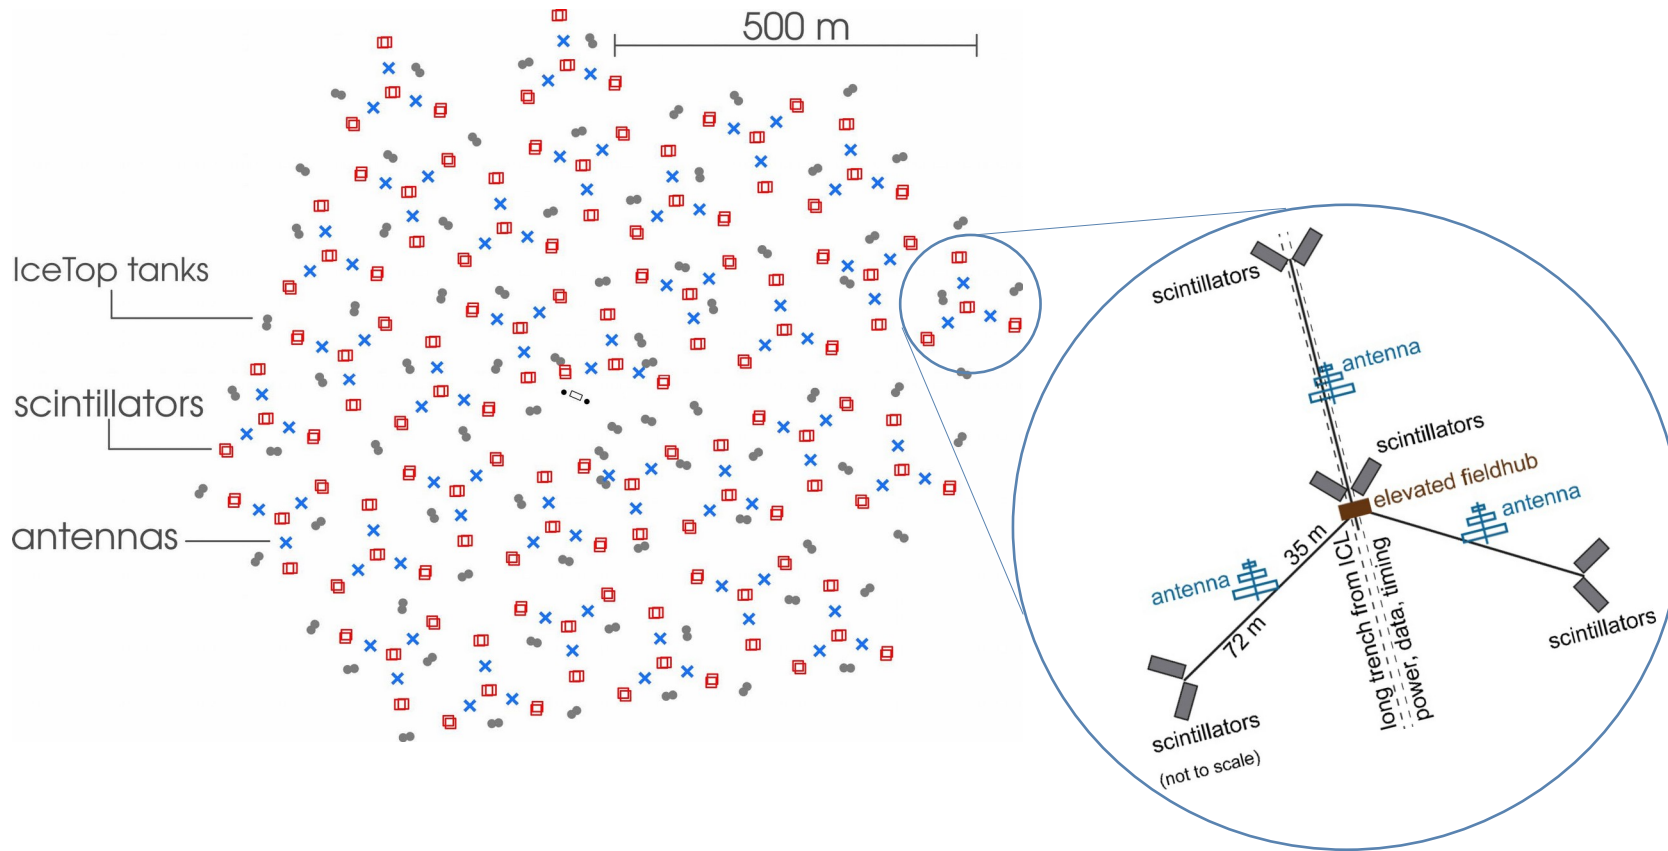 500 m
IceTop tanks
scintillators
antennas
scintillators
antenna
scintillators
elevated fieldhub
antenna
35 m
antenna
72 m
long trench from ICL
power, data, timing
scintillators
scintillators
(not to scale)